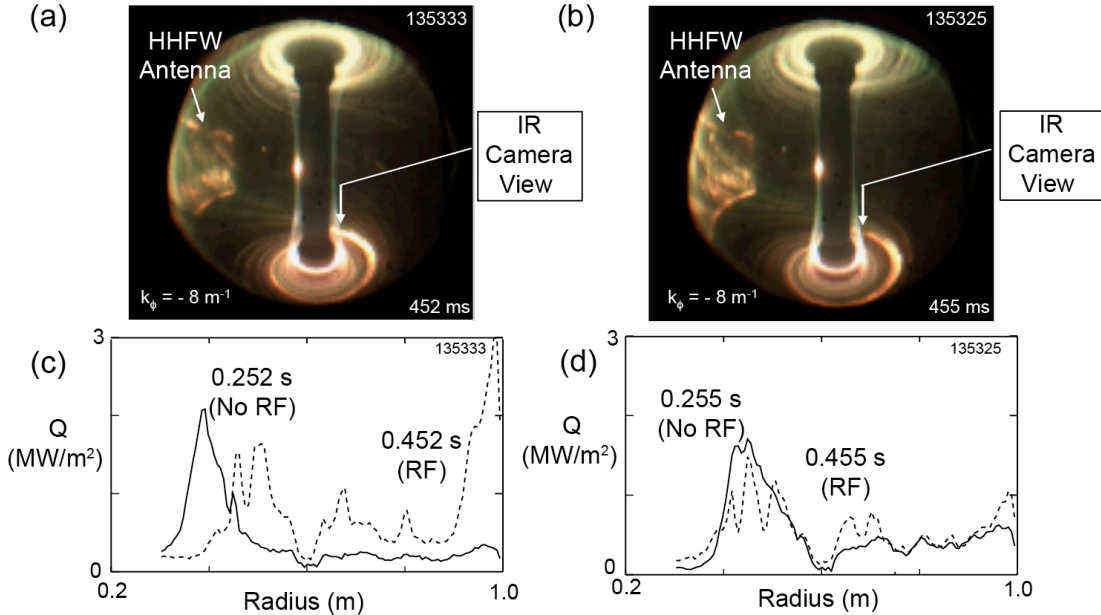 (a)
135333
HHFW
Antenna
IR
Camera
View
kϕ = - 8 m⁻¹
452 ms
(b)
135325
HHFW
Antenna
IR
Camera
View
kϕ = - 8 m⁻¹
455 ms
(c)
3
135333
0.252 s
(No RF)
Q
(MW/m²)
0.452 s
(RF)
0
0.2
Radius (m)
1.0
(d)
3
135325
0.255 s
(No RF)
Q
(MW/m²)
0.455 s
(RF)
0
0.2
Radius (m)
1.0